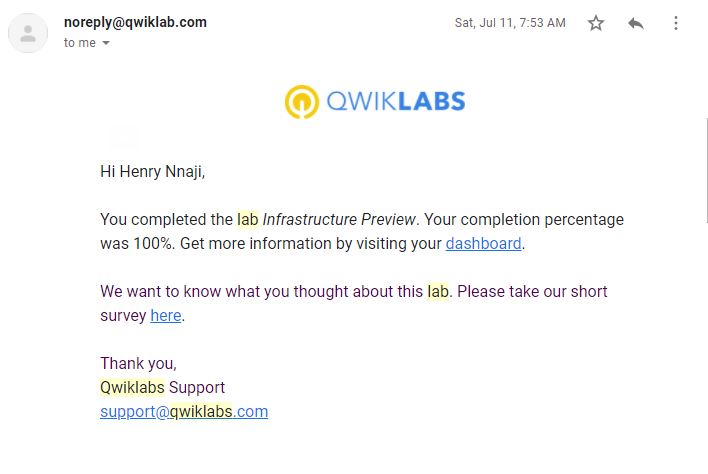 noreply@qwiklab.com
Sat, Jul 11, 7:53 AM
to me
QWIKLABS
Hi Henry Nnaji,
You completed the lab Infrastructure Preview. Your completion percentage
was 100%. Get more information by visiting your dashboard.
We want to know what you thought about this lab. Please take our short
survey here.
Thank you,
Qwiklabs Support
support@qwiklabs.com